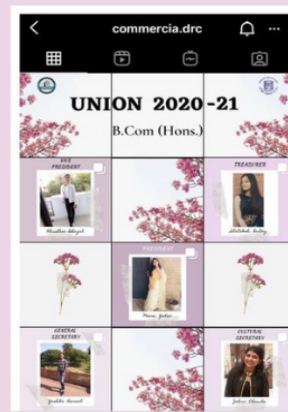 commercia.drc
UNION 2020-21
B.Com (Hons.)
VICE
PRESIDENT
TREASURER
PRESIDENT
GENERAL
SECRETARY
CULTURAL
SECRETARY